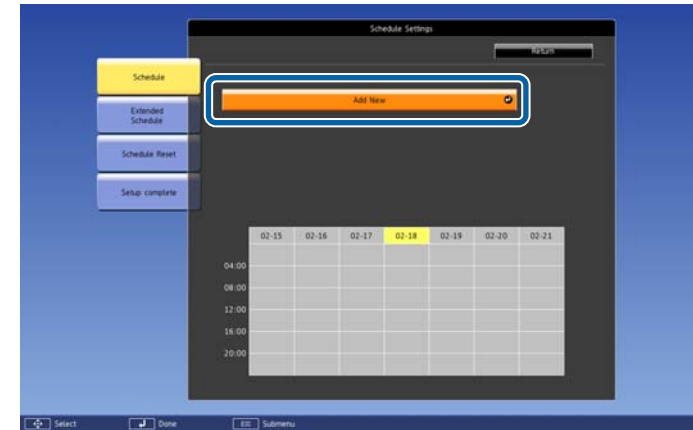 Schedule Settings
Return
Schedule
Add New
Extended
Schedule
Schedule Reset
Setup complete
02-15 02-16 02-17 02-18 02-19 02-20 02-21
04:00
08:00
12:00
16:00
20:00
Select Done Submenu